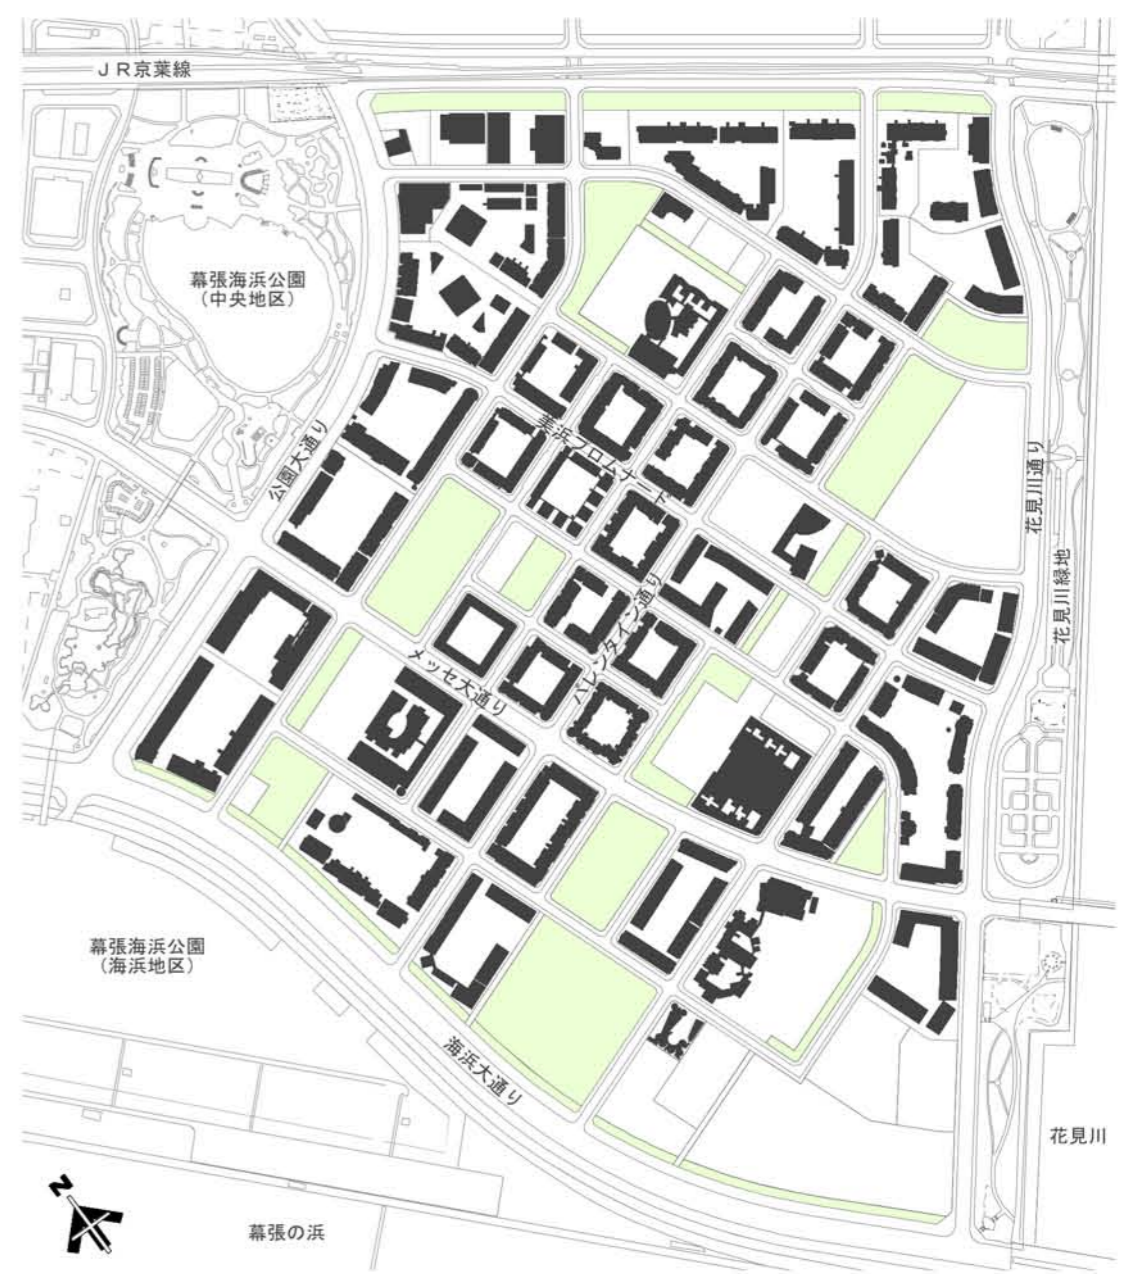 JR京葉線
幕張海浜公園
(中央地区)
公園大通り
美浜プロムナード
花見川通り
花見川緑地
バレンタイン通り
メッセ大通り
幕張海浜公園
(海浜地区)
海浜大通り
花見川
N
幕張の浜